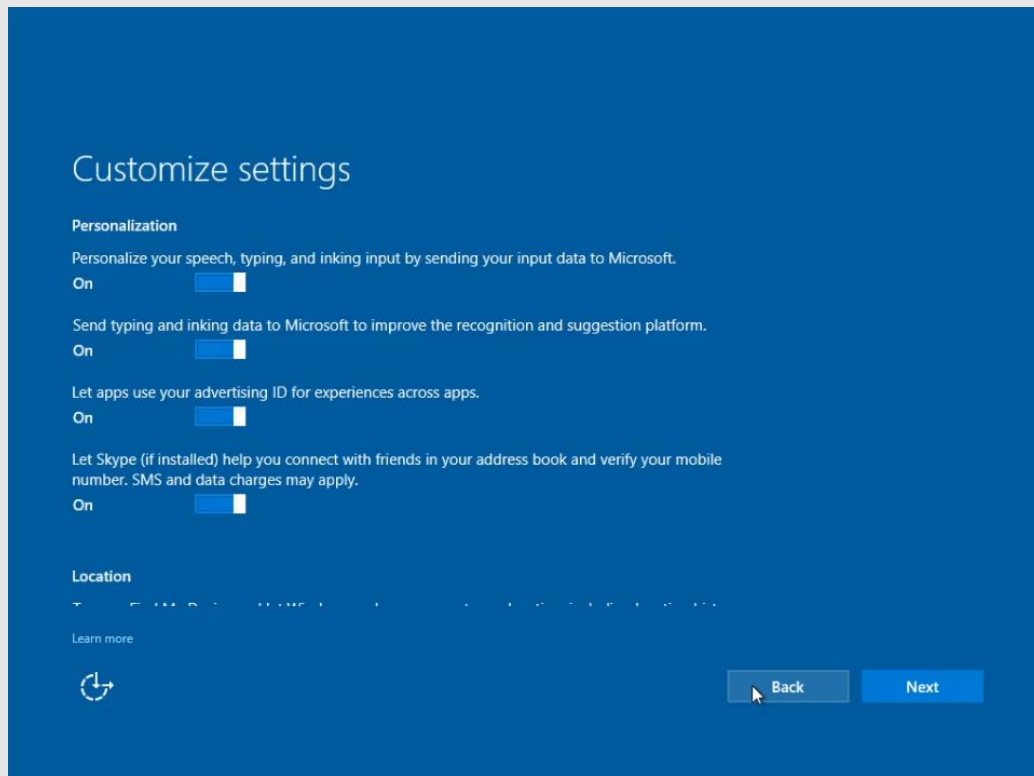 Customize settings
Personalization
Personalize your speech, typing, and inking input by sending your input data to Microsoft.
On
Send typing and inking data to Microsoft to improve the recognition and suggestion platform.
On
Let apps use your advertising ID for experiences across apps.
On
Let Skype (if installed) help you connect with friends in your address book and verify your mobile
number. SMS and data charges may apply.
On
Location
Learn more
Back
Next